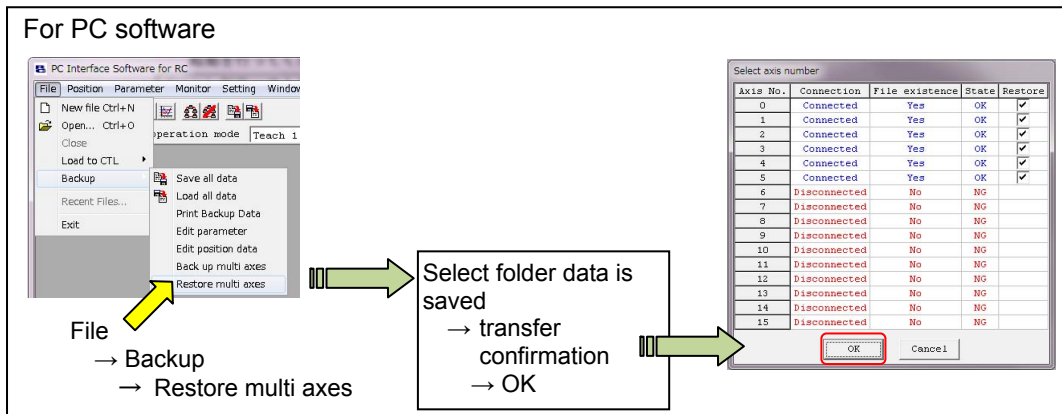 For PC software
PC Interface Software for RC
File Position Parameter Monitor Setting Window
New file Ctrl+N
Open... Ctrl+O
Close
Load to CTL
Backup
Recent Files...
Exit
Teach 1
Save all data
Load all data
Print Backup Data
Edit parameter
Edit position data
Back up multi axes
Restore multi axes
File
→ Backup
→ Restore multi axes
Select folder data is
saved
→ transfer
confirmation
→ OK
Select axis number
Axis No. Connection File existence State Restore
0 Connected Yes OK ✔
1 Connected Yes OK ✔
2 Connected Yes OK ✔
3 Connected Yes OK ✔
4 Connected Yes OK ✔
5 Connected Yes OK ✔
6 Disconnected No NG
7 Disconnected No NG
8 Disconnected No NG
9 Disconnected No NG
10 Disconnected No NG
11 Disconnected No NG
12 Disconnected No NG
13 Disconnected No NG
14 Disconnected No NG
15 Disconnected No NG
OK Cancel